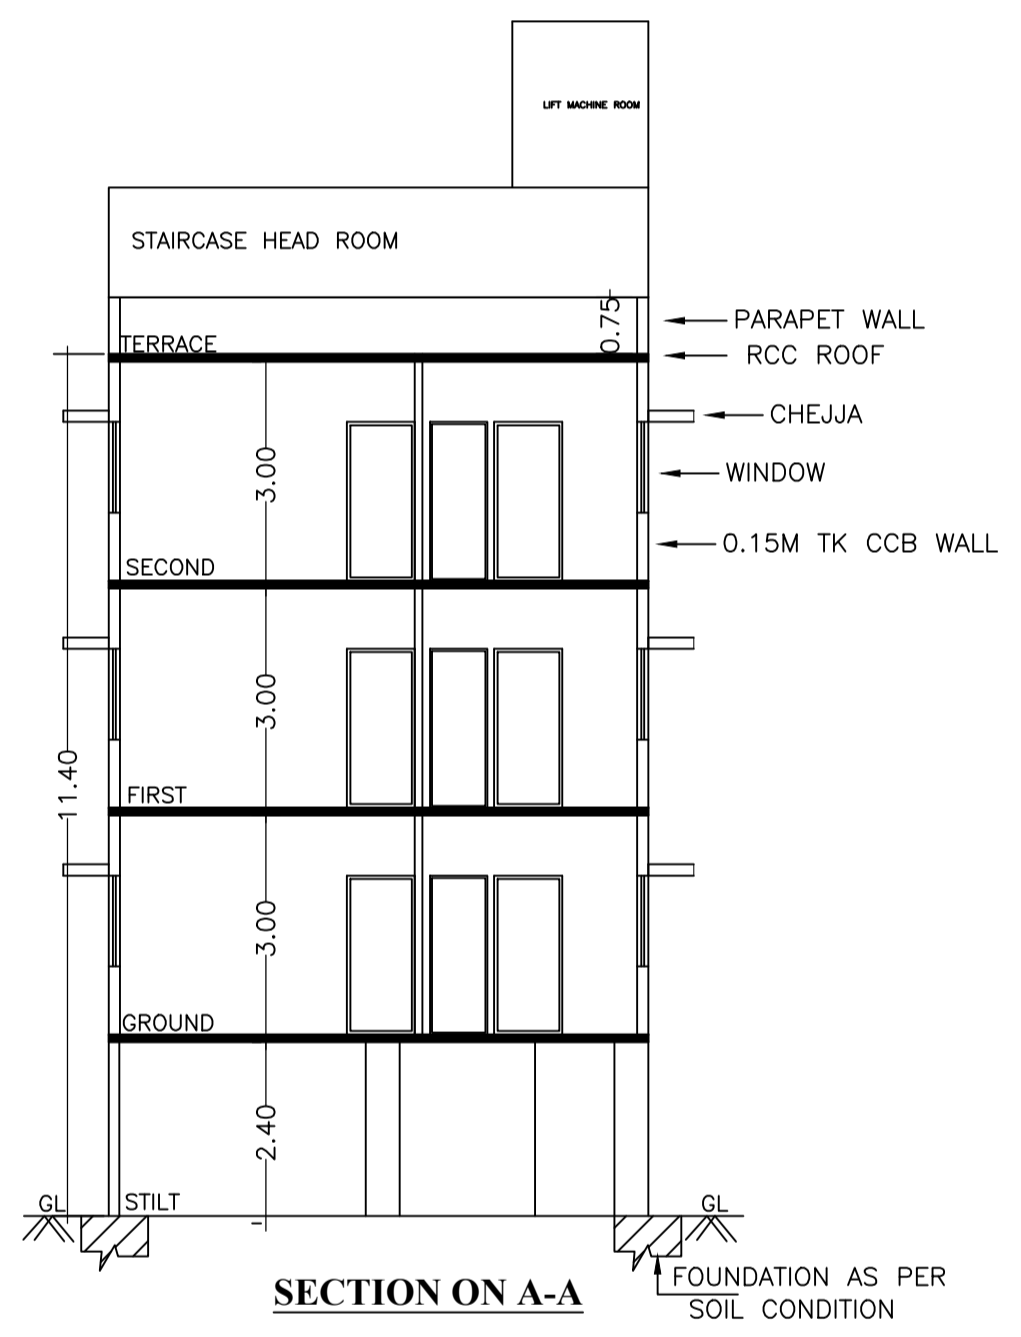 LIFT MACHINE ROOM
STAIRCASE HEAD ROOM
0.75
PARAPET WALL
TERRACE
RCC ROOF
CHEJJA
3.00
WINDOW
0.15M TK CCB WALL
SECOND
3.00
11.40
FIRST
3.00
GROUND
2.40
GL
STILT
GL
SECTION ON A-A
FOUNDATION AS PER
SOIL CONDITION